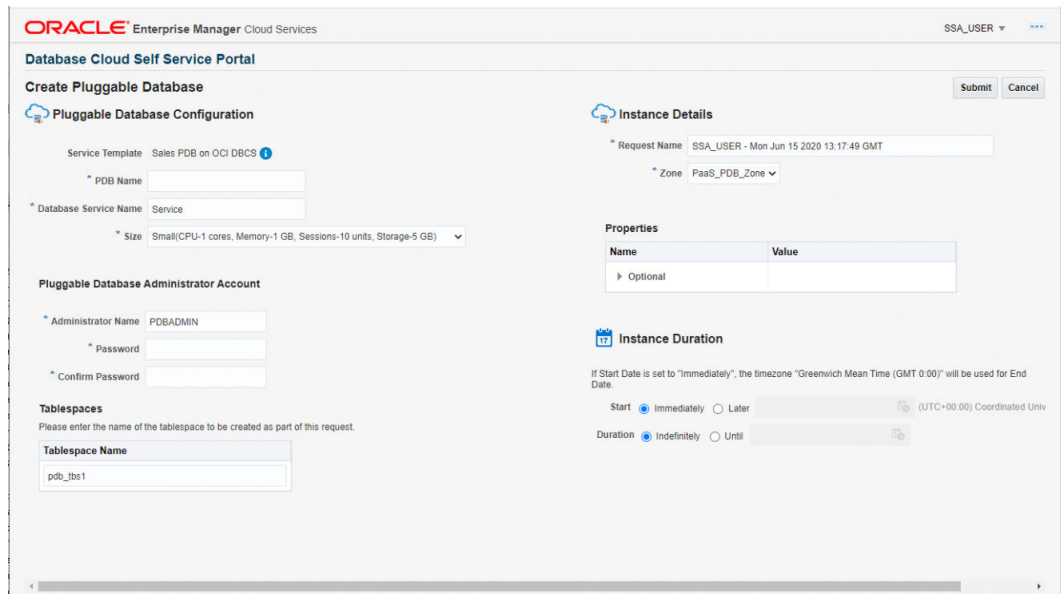 ORACLE Enterprise Manager Cloud Services
SSA_USER
Database Cloud Self Service Portal
Create Pluggable Database
Submit Cancel
Pluggable Database Configuration
Service Template Sales PDB on OCI DBCS
* PDB Name
* Database Service Name Service
* Size Small(CPU-1 cores, Memory-1 GB, Sessions-10 units, Storage-5 GB)
Pluggable Database Administrator Account
* Administrator Name PDBADMIN
* Password
* Confirm Password
Tablespaces
Please enter the name of the tablespace to be created as part of this request.
Tablespace Name
pdb_tbs1
Instance Details
* Request Name SSA_USER - Mon Jun 15 2020 13:17:49 GMT
* Zone PaaS_PDB_Zone
Properties
Name Value
Optional
17 Instance Duration
If Start Date is set to "Immediately", the timezone "Greenwich Mean Time (GMT 0:00)" will be used for End
Date.
Start Immediately Later (UTC+00:00) Coordinated Univ
Duration Indefinitely Until